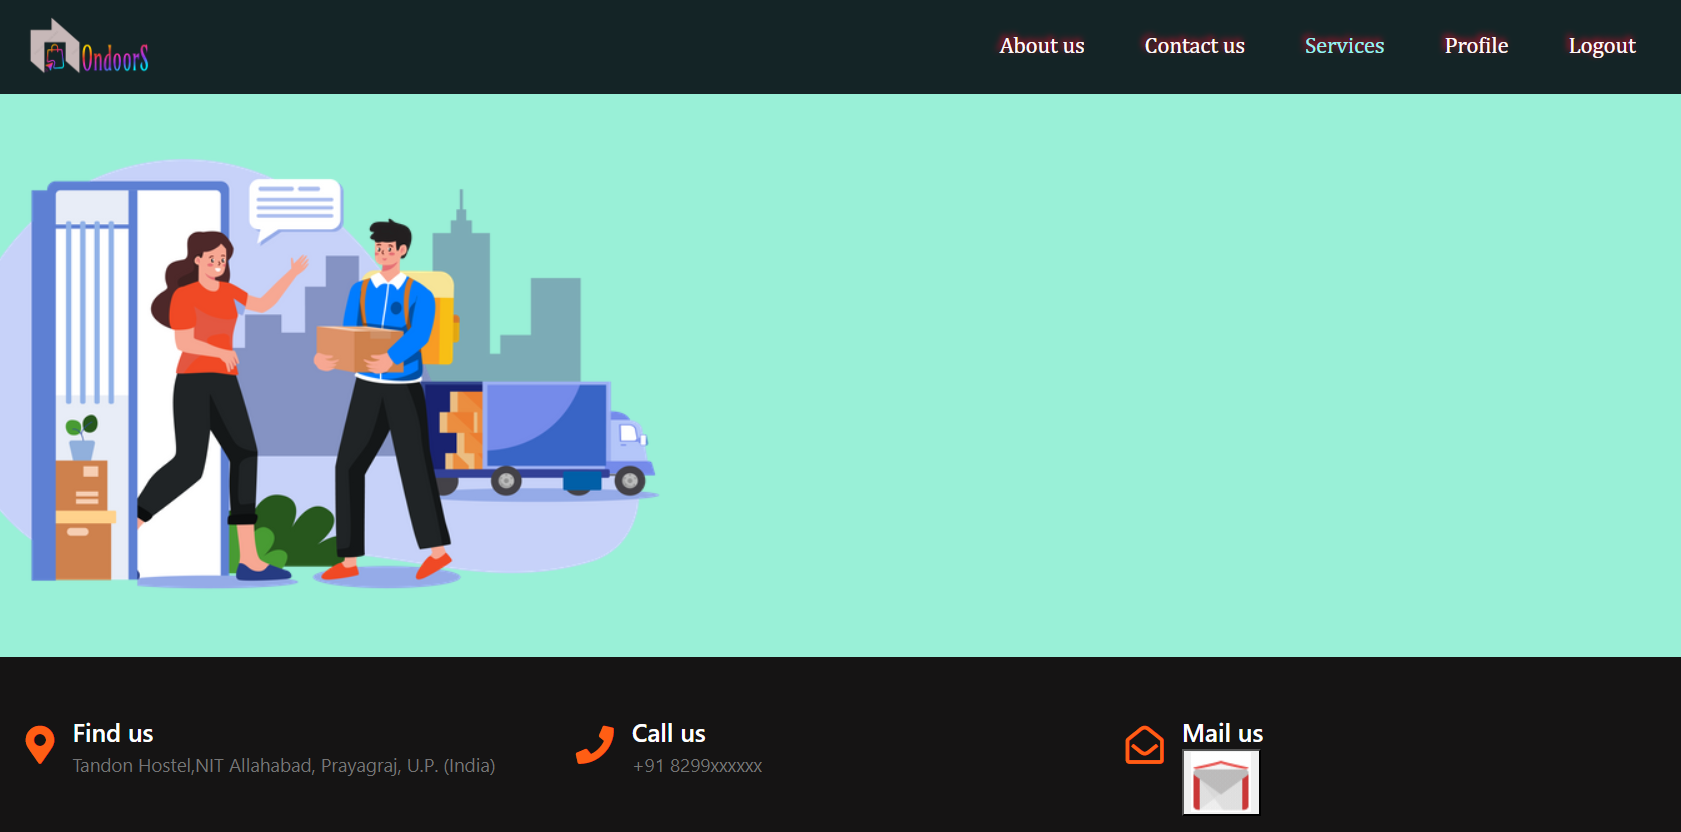 OndoorS
About us Contact us Services Profile Logout
Find us
Tandon Hostel,NIT Allahabad, Prayagraj, U.P. (India)
Call us
+91 8299xxxxxx
Mail us